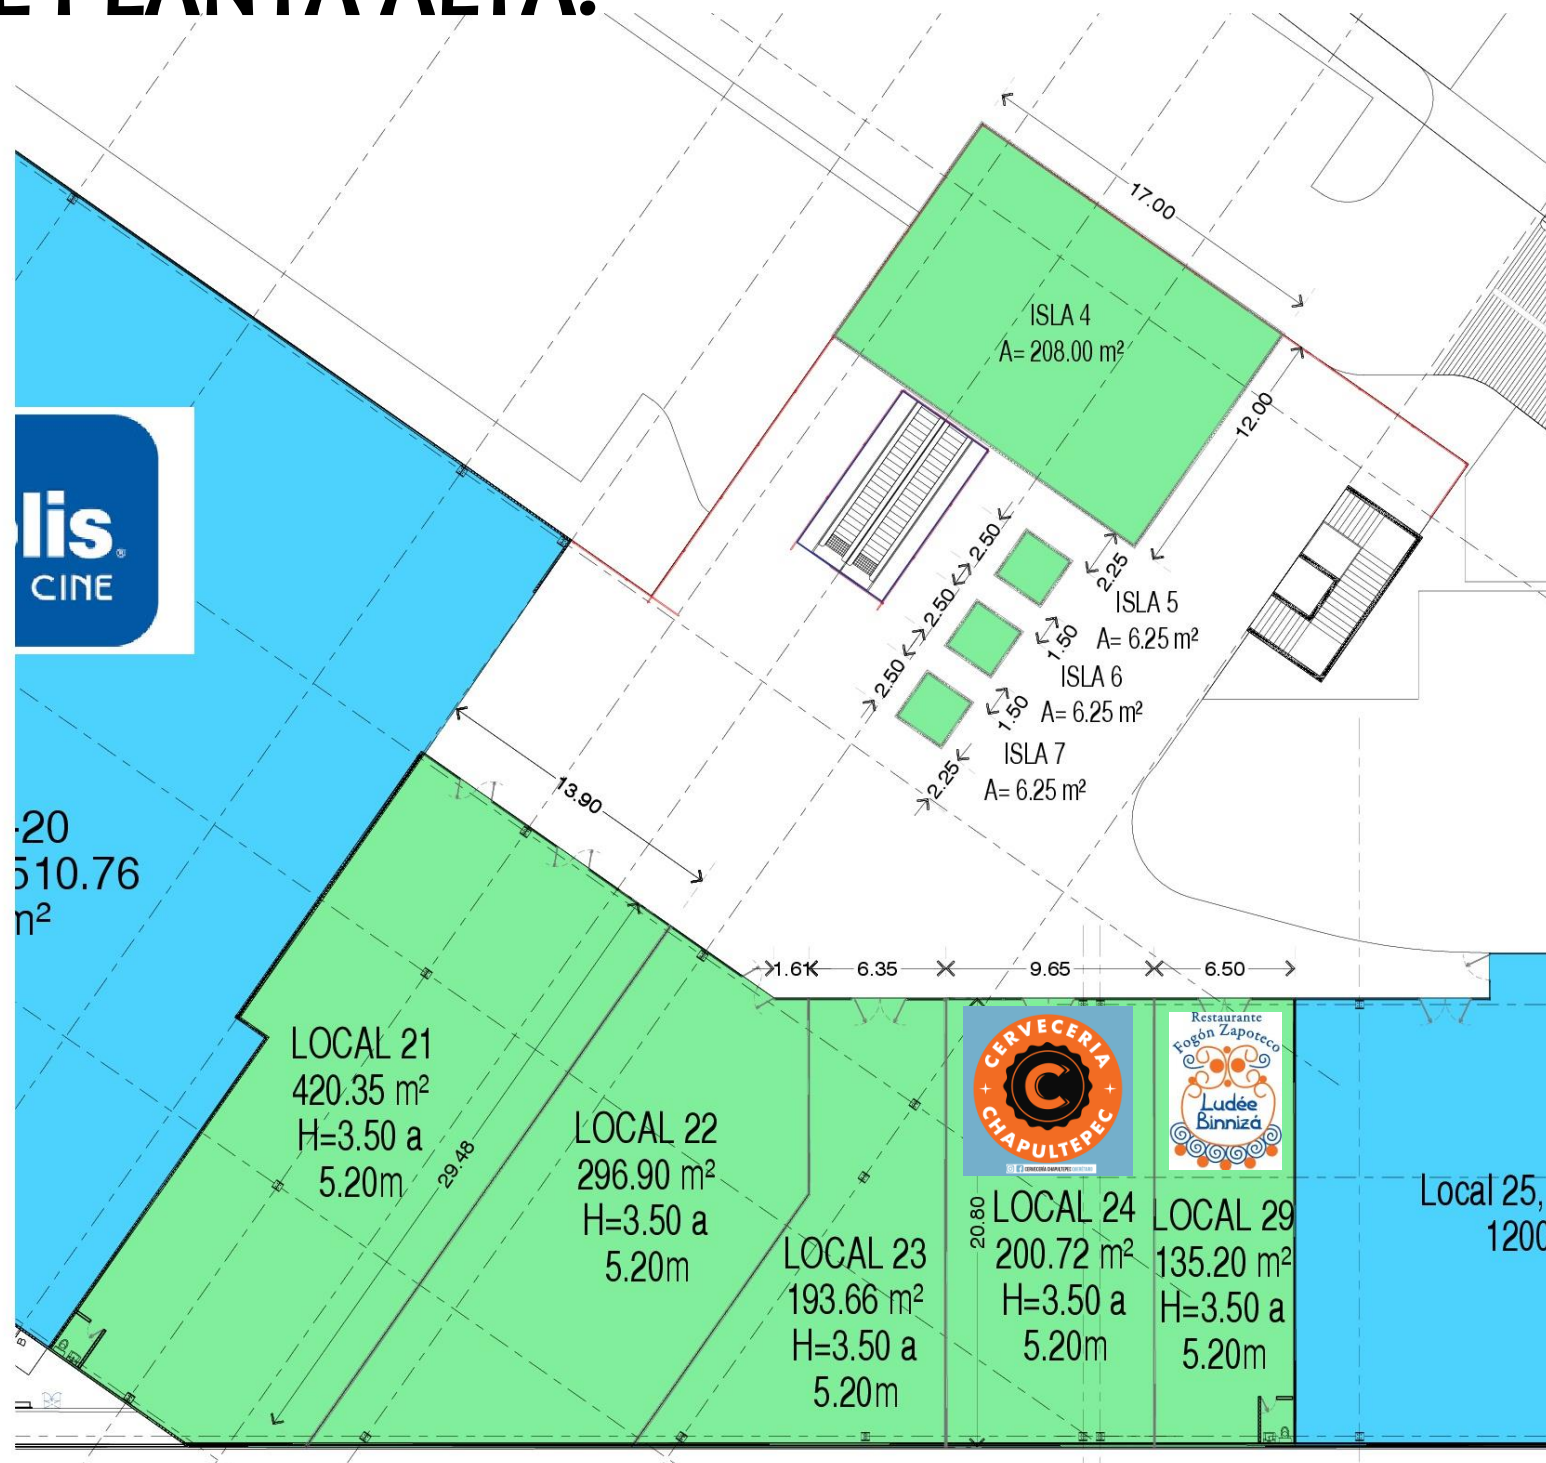 PLANTA ALTA.
17.00
ISLA 4
A= 208.00 m²
12.00
lis®
CINE
2.50
2.25
ISLA 5
A= 6.25 m²
2.50
1.50
ISLA 6
A= 6.25 m²
2.50
1.50
ISLA 7
A= 6.25 m²
2.25
13.90
-20
510.76
m²
1.61
6.35
9.65
6.50
LOCAL 21
420.35 m²
H=3.50 a
5.20m
29.48
LOCAL 22
296.90 m²
H=3.50 a
5.20m
LOCAL 23
193.66 m²
H=3.50 a
5.20m
CERVECERIA
CHAPULTEPEC
20.80
LOCAL 24
200.72 m²
H=3.50 a
5.20m
Restaurante
Fogón Zapoteco
Ludée
Binnizá
LOCAL 29
135.20 m²
H=3.50 a
5.20m
Local 25,
1200
B